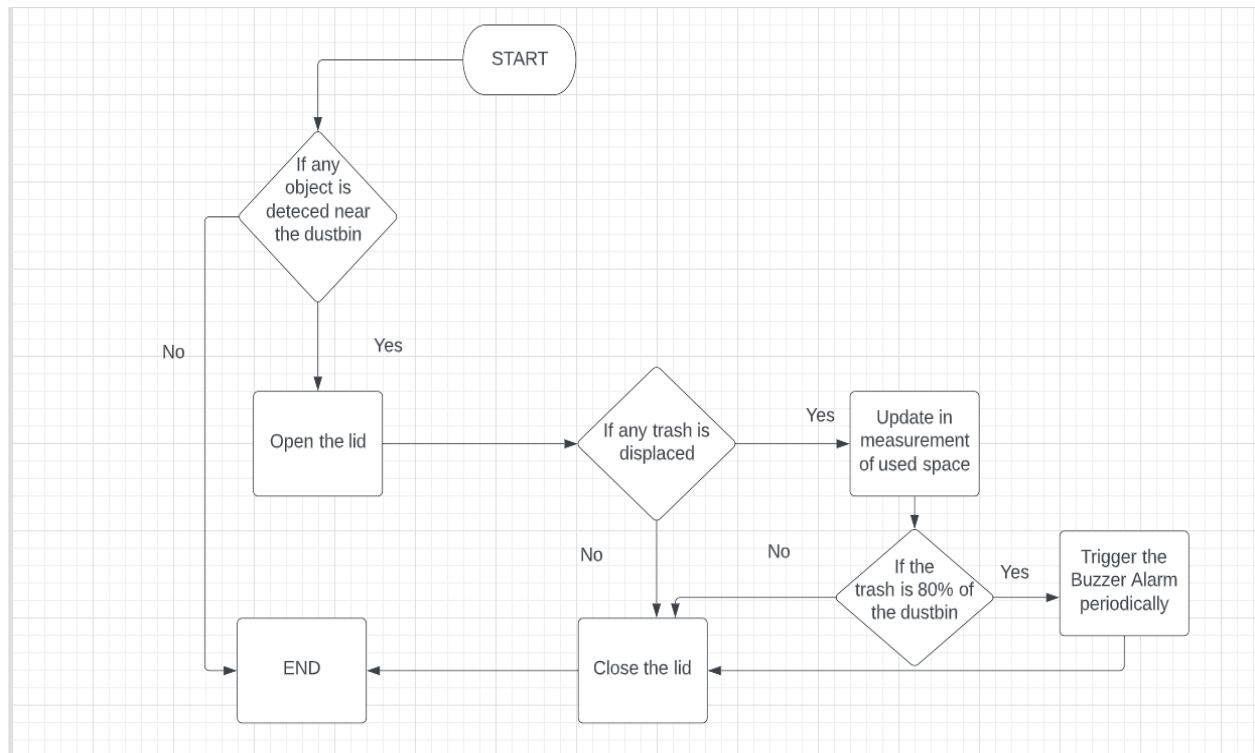 START
If any
object is
deteced near
the dustbin
No
Yes
Open the lid
If any trash is
displaced
Yes
Update in
measurement
of used space
No
No
If the
trash is 80% of
the dustbin
Yes
Trigger the
Buzzer Alarm
periodically
END
Close the lid